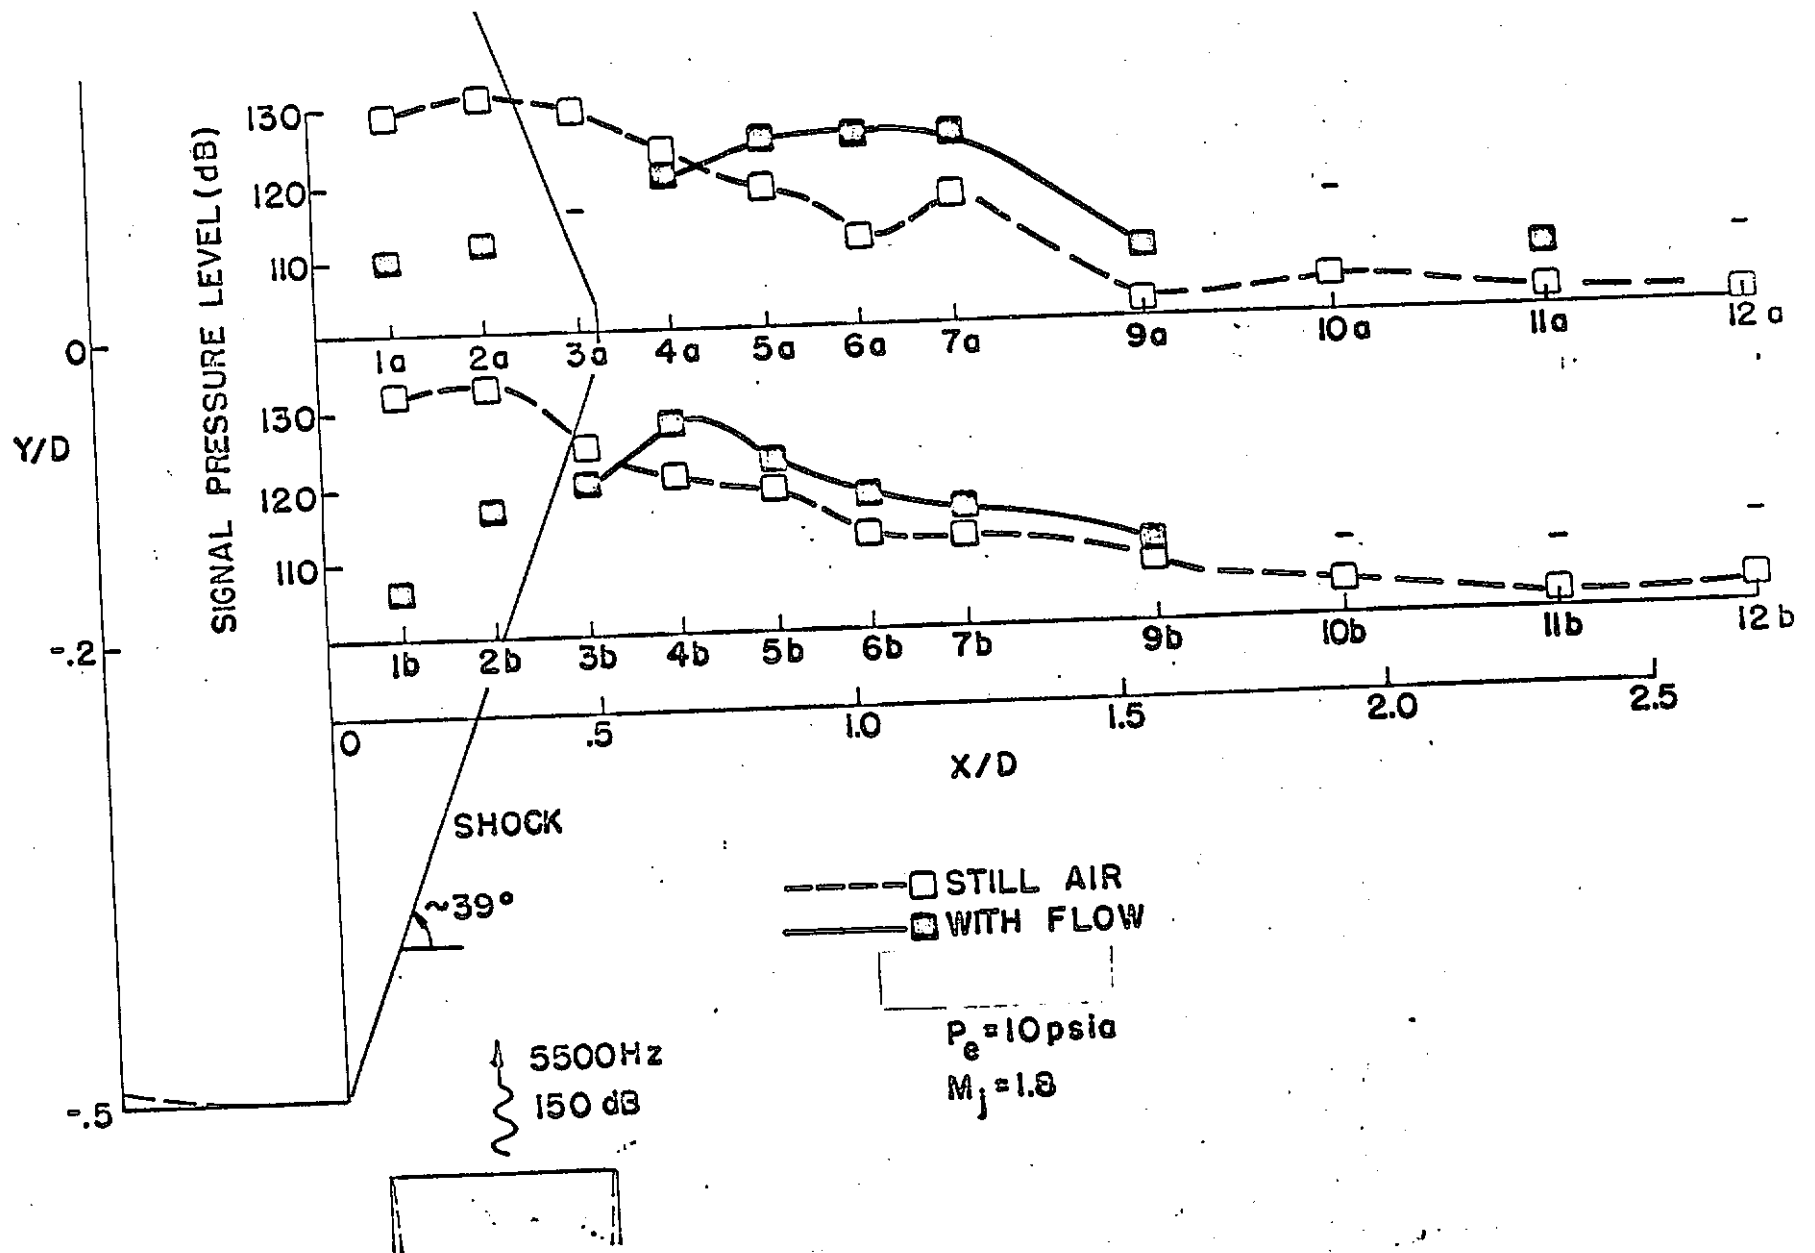 SIGNAL PRESSURE LEVEL (dB)
130
120
110
1a 2a 3a 4a 5a 6a 7a 9a 10a 11a 12a
0
Y/D
130
120
110
1b 2b 3b 4b 5b 6b 7b 9b 10b 11b 12b
-.2
0 .5 1.0 1.5 2.0 2.5
X/D
SHOCK
~39°
STILL AIR
WITH FLOW
Pe=10psia
Mj=1.8
5500Hz
150 dB
-.5